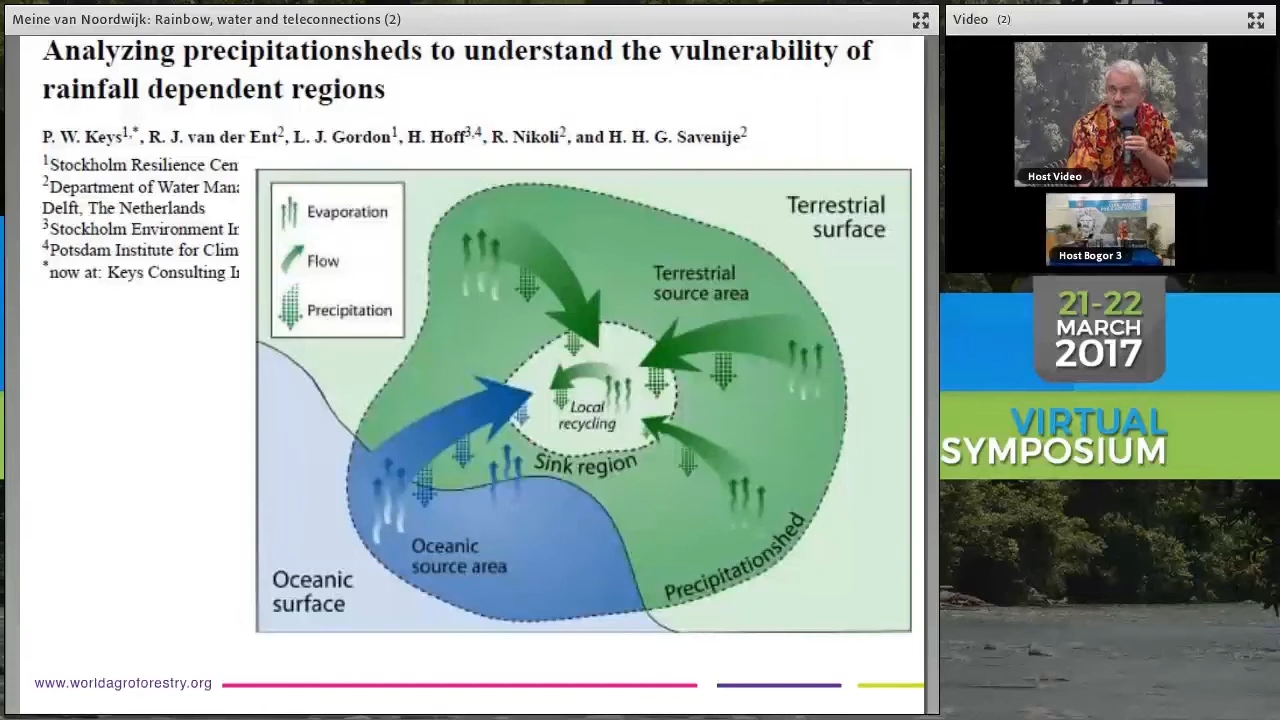 Meine van Noordwijk: Rainbow, water and teleconnections (2)
Analyzing precipitationsheds to understand the vulnerability of
rainfall dependent regions
P. W. Keys1,*, R. J. van der Ent2, L. J. Gordon1, H. Hoff3,4, R. Nikoli2, and H. H. G. Savenije2
1Stockholm Resilience Cen
2Department of Water Mana
Delft, The Netherlands
3Stockholm Environment In
4Potsdam Institute for Clim
*now at: Keys Consulting In
Evaporation
Flow
Precipitation
Terrestrial
surface
Terrestrial
source area
Local
recycling
Sink region
Precipitationshed
Oceanic
source area
Oceanic
surface
www.worldagroforestry.org
Video (2)
Host Video
Host Bogor 3
21-22
MARCH
2017
VIRTUAL
SYMPOSIUM